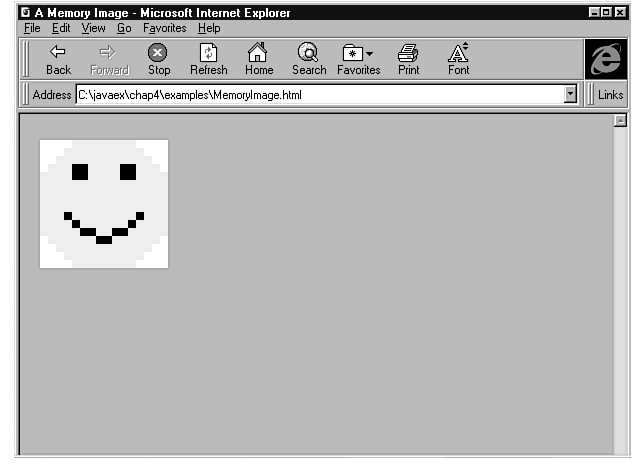 A Memory Image - Microsoft Internet Explorer
File Edit View Go Favorites Help
Back Forward Stop Refresh Home Search Favorites Print Font
Address C:\javaex\chap4\examples\MemoryImage.html Links